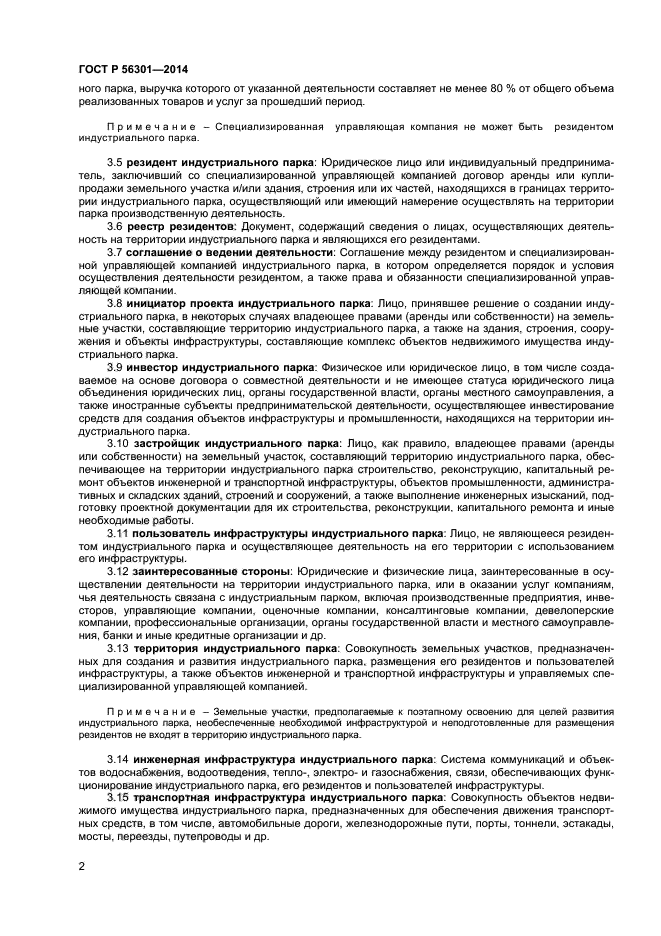 ГОСТ Р 56301—2014
ного парка, выручка которого от указанной деятельности составляет не менее 80 % от общего объема
реализованных товаров и услуг за прошедший период.
Примечание – Специализированная управляющая компания не может быть резидентом
индустриального парка.
3.5 резидент индустриального парка: Юридическое лицо или индивидуальный предпринима-
тель, заключивший со специализированной управляющей компанией договор аренды или купли-
продажи земельного участка и/или здания, строения или их частей, находящихся в границах террито-
рии индустриального парка, осуществляющий или имеющий намерение осуществлять на территории
парка производственную деятельность.
3.6 реестр резидентов: Документ, содержащий сведения о лицах, осуществляющих деятель-
ность на территории индустриального парка и являющихся его резидентами.
3.7 соглашение о ведении деятельности: Соглашение между резидентом и специализирован-
ной управляющей компанией индустриального парка, в котором определяется порядок и условия
осуществления деятельности резидентом, а также права и обязанности специализированной управ-
ляющей компании.
3.8 инициатор проекта индустриального парка: Лицо, принявшее решение о создании инду-
стриального парка, в некоторых случаях владеющее правами (аренды или собственности) на земель-
ные участки, составляющие территорию индустриального парка, а также на здания, строения, соору-
жения и объекты инфраструктуры, составляющие комплекс объектов недвижимого имущества инду-
стриального парка.
3.9 инвестор индустриального парка: Физическое или юридическое лицо, в том числе созда-
ваемое на основе договора о совместной деятельности и не имеющее статуса юридического лица
объединения юридических лиц, органы государственной власти, органы местного самоуправления, а
также иностранные субъекты предпринимательской деятельности, осуществляющее инвестирование
средств для создания объектов инфраструктуры и промышленности, находящихся на территории ин-
дустриального парка.
3.10 застройщик индустриального парка: Лицо, как правило, владеющее правами (аренды
или собственности) на земельный участок, составляющий территорию индустриального парка, обес-
печивающее на территории индустриального парка строительство, реконструкцию, капитальный ре-
монт объектов инженерной и транспортной инфраструктуры, объектов промышленности, администра-
тивных и складских зданий, строений и сооружений, а также выполнение инженерных изысканий, под-
готовку проектной документации для их строительства, реконструкции, капитального ремонта и иные
необходимые работы.
3.11 пользователь инфраструктуры индустриального парка: Лицо, не являющееся резиден-
том индустриального парка и осуществляющее деятельность на его территории с использованием
его инфраструктуры.
3.12 заинтересованные стороны: Юридические и физические лица, заинтересованные в осу-
ществлении деятельности на территории индустриального парка, или в оказании услуг компаниям,
чья деятельность связана с индустриальным парком, включая производственные предприятия, инве-
сторов, управляющие компании, оценочные компании, консалтинговые компании, девелоперские
компании, профессиональные организации, органы государственной власти и местного самоуправле-
ния, банки и иные кредитные организации и др.
3.13 территория индустриального парка: Совокупность земельных участков, предназначен-
ных для создания и развития индустриального парка, размещения его резидентов и пользователей
инфраструктуры, а также объектов инженерной и транспортной инфраструктуры и управляемых спе-
циализированной управляющей компанией.
Примечание – Земельные участки, предполагаемые к поэтапному освоению для целей развития
индустриального парка, необеспеченные необходимой инфраструктурой и неподготовленные для размещения
резидентов не входят в территорию индустриального парка.
3.14 инженерная инфраструктура индустриального парка: Система коммуникаций и объек-
тов водоснабжения, водоотведения, тепло-, электро- и газоснабжения, связи, обеспечивающих функ-
ционирование индустриального парка, его резидентов и пользователей инфраструктуры.
3.15 транспортная инфраструктура индустриального парка: Совокупность объектов недви-
жимого имущества индустриального парка, предназначенных для обеспечения движения транспорт-
ных средств, в том числе, автомобильные дороги, железнодорожные пути, порты, тоннели, эстакады,
мосты, переезды, путепроводы и др.
2